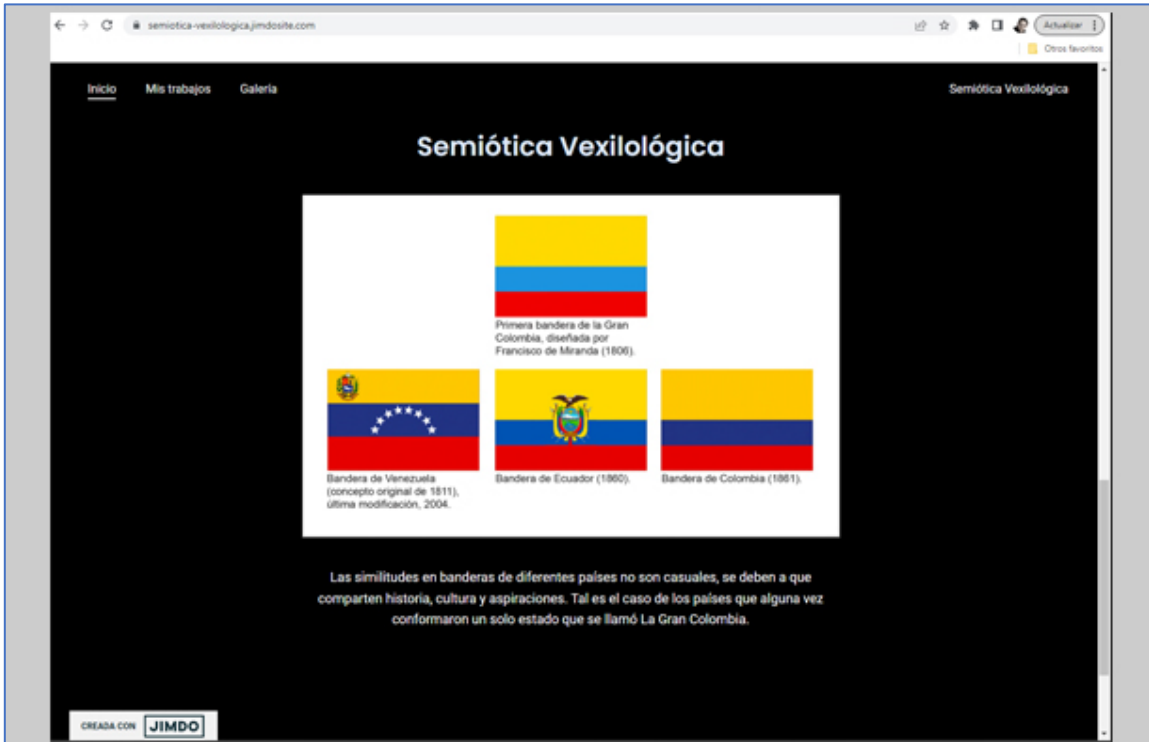 semiotica-vexilologica.jimdosite.com
Actualizar
Otros favoritos
Inicio Mis trabajos Galería Semiótica Vexilológica
Semiótica Vexilológica
Primera bandera de la Gran
Colombia, diseñada por
Francisco de Miranda (1806).
Bandera de Venezuela
(concepto original de 1811),
última modificación, 2004.
Bandera de Ecuador (1860).
Bandera de Colombia (1861).
Las similitudes en banderas de diferentes países no son casuales, se deben a que
comparten historia, cultura y aspiraciones. Tal es el caso de los países que alguna vez
conformaron un solo estado que se llamó La Gran Colombia.
CREADA CON JIMDO